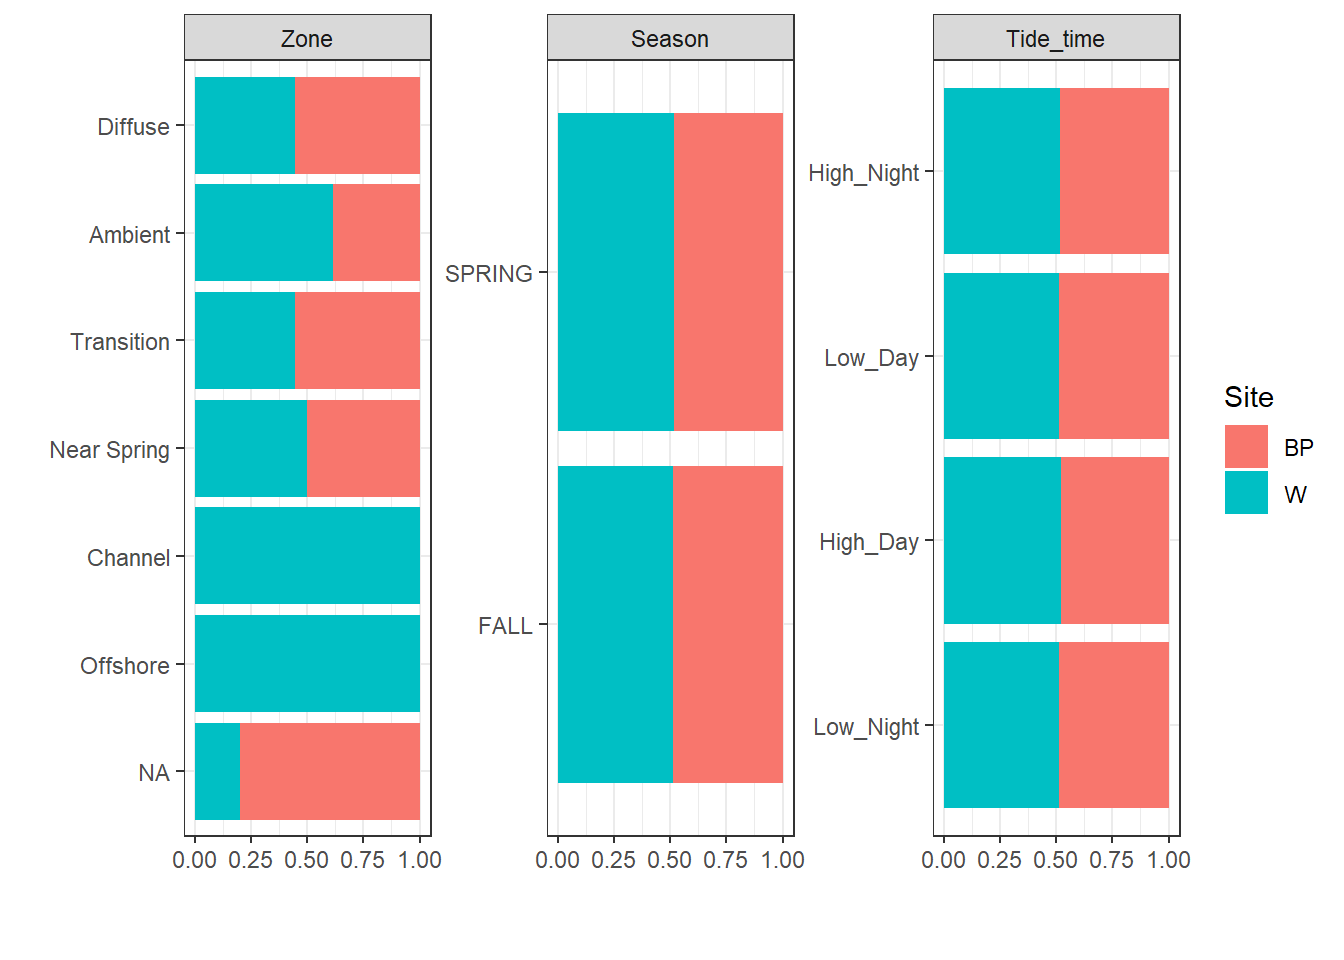 Zone
Season
Tide_time
Diffuse
Ambient
Transition
Near Spring
Channel
Offshore
NA
0.00 0.25 0.50 0.75 1.00
SPRING
FALL
0.00 0.25 0.50 0.75 1.00
High_Night
Low_Day
High_Day
Low_Night
0.00 0.25 0.50 0.75 1.00
Site
BP
W